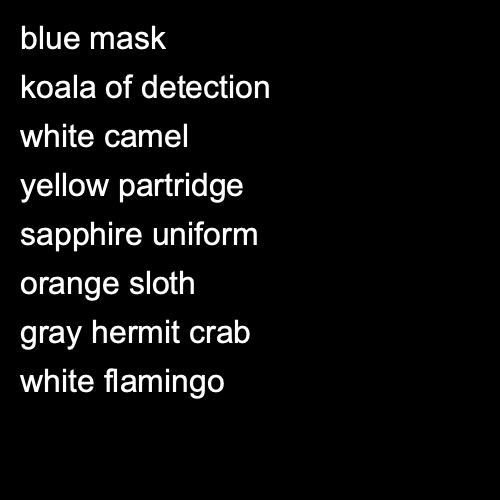 blue mask
koala of detection
white camel
yellow partridge
sapphire uniform
orange sloth
gray hermit crab
white flamingo